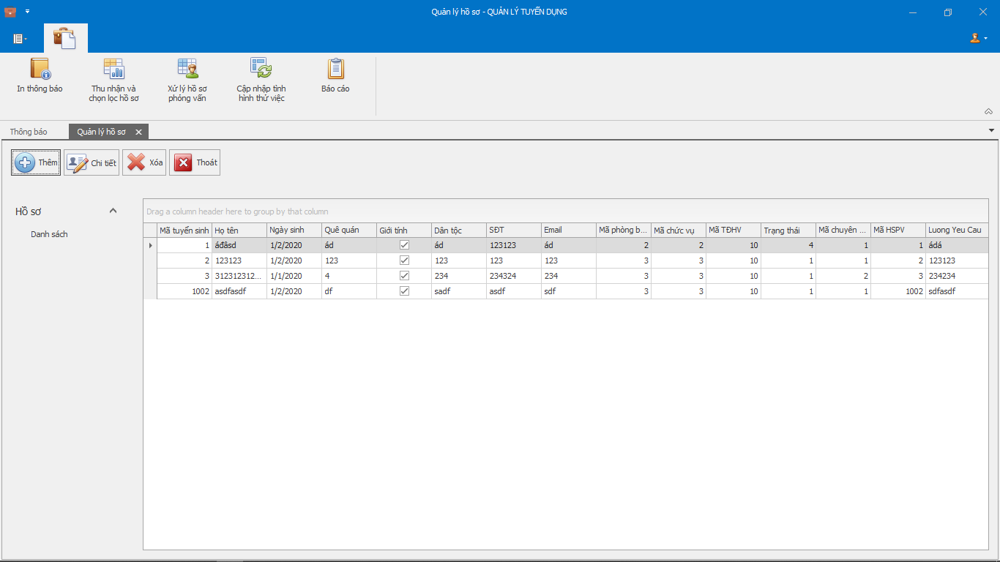 Quản lý hồ sơ - QUẢN LÝ TUYỂN DỤNG
In thông báo
Thu nhận và
chọn lọc hồ sơ
Xử lý hồ sơ
phỏng vấn
Cập nhập tình
hình thử việc
Báo cáo
Thông báo
Quản lý hồ sơ
Thêm
Chi tiết
Xóa
Thoát
Hồ sơ
Danh sách
Drag a column header here to group by that column
Mã tuyển sinh Họ tên Ngày sinh Quê quán Giới tính Dân tộc SĐT Email Mã phòng b... Mã chức vụ Mã TĐHV Trạng thái Mã chuyên ... Mã HSPV Luong Yeu Cau
1 áđâsd 1/2/2020 ád ád 123123 ád 2 2 10 4 1 1 ádá
2 123123 1/2/2020 123 123 123 123 3 3 10 1 1 2 123123
3 312312312... 1/1/2020 4 234 234324 234 3 3 10 1 2 3 234234
1002 asdfasdf 1/2/2020 df sadf asdf sdf 3 3 10 1 1 1002 sdfasdf